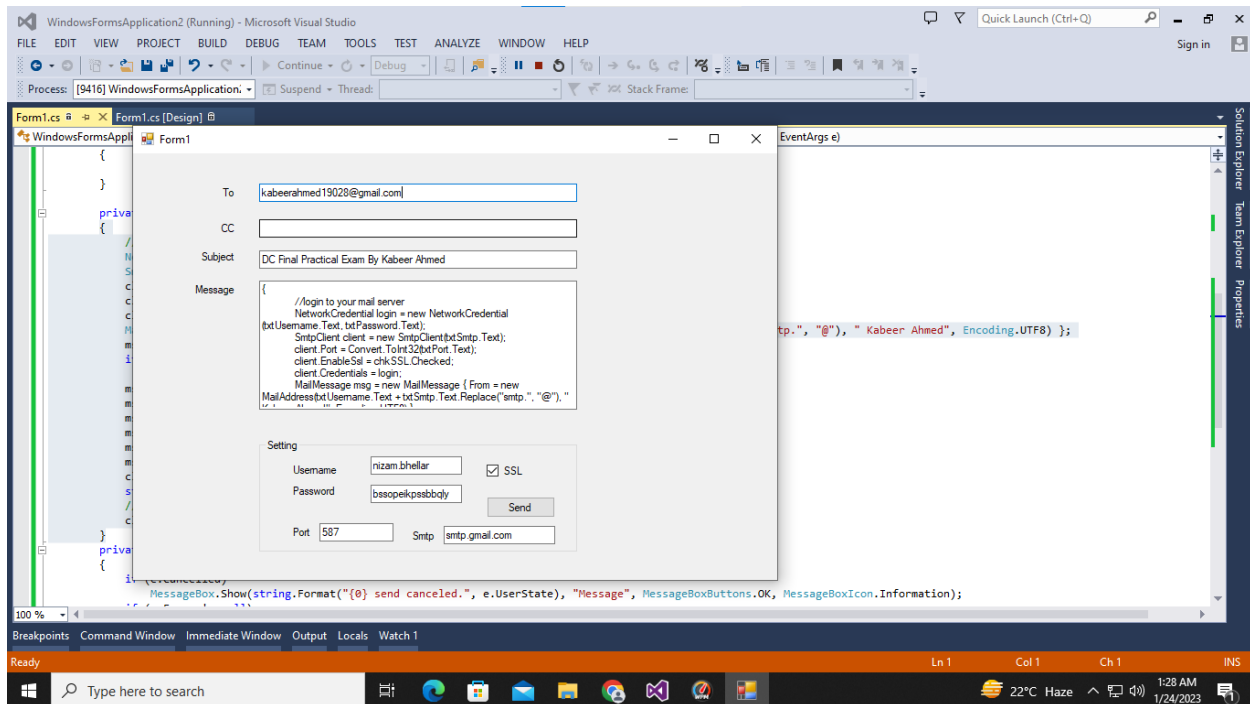 WindowsFormsApplication2 (Running) - Microsoft Visual Studio
Quick Launch (Ctrl+Q)
FILE EDIT VIEW PROJECT BUILD DEBUG TEAM TOOLS TEST ANALYZE WINDOW HELP
Sign in
Continue Debug
Process: [9416] WindowsFormsApplication: Suspend Thread: Stack Frame:
Form1.cs Form1.cs [Design]
WindowsFormsAppli
EventArgs e)
Form1
{
}
priva
{
To kabeerahmed19028@gmail.com
CC
Subject DC Final Practical Exam By Kabeer Ahmed
Message
{
//login to your mail server
NetworkCredential login = new NetworkCredential
(txtUsername.Text, txtPassword.Text);
SmtpClient client = new SmtpClient(txtSmtp.Text);
client.Port = Convert.ToInt32(txtPort.Text);
client.EnableSsl = chkSSL.Checked;
client.Credentials = login;
MailMessage msg = new MailMessage { From = new
MailAddress(txtUsername.Text + txtSmtp.Text.Replace("smtp.", "@"), "
tp.", "@"), " Kabeer Ahmed", Encoding.UTF8) };
Setting
Username nizam.bhellar SSL
Password bssopeikpssbbqly
Send
Port 587 Smtp smtp.gmail.com
}
priva
{
MessageBox.Show(string.Format("{0} send canceled.", e.UserState), "Message", MessageBoxButtons.OK, MessageBoxIcon.Information);
100 %
Breakpoints Command Window Immediate Window Output Locals Watch 1
Ready Ln 1 Col 1 Ch 1 INS
Type here to search
22°C Haze
1:28 AM
1/24/2023
Solution Explorer
Team Explorer
Properties